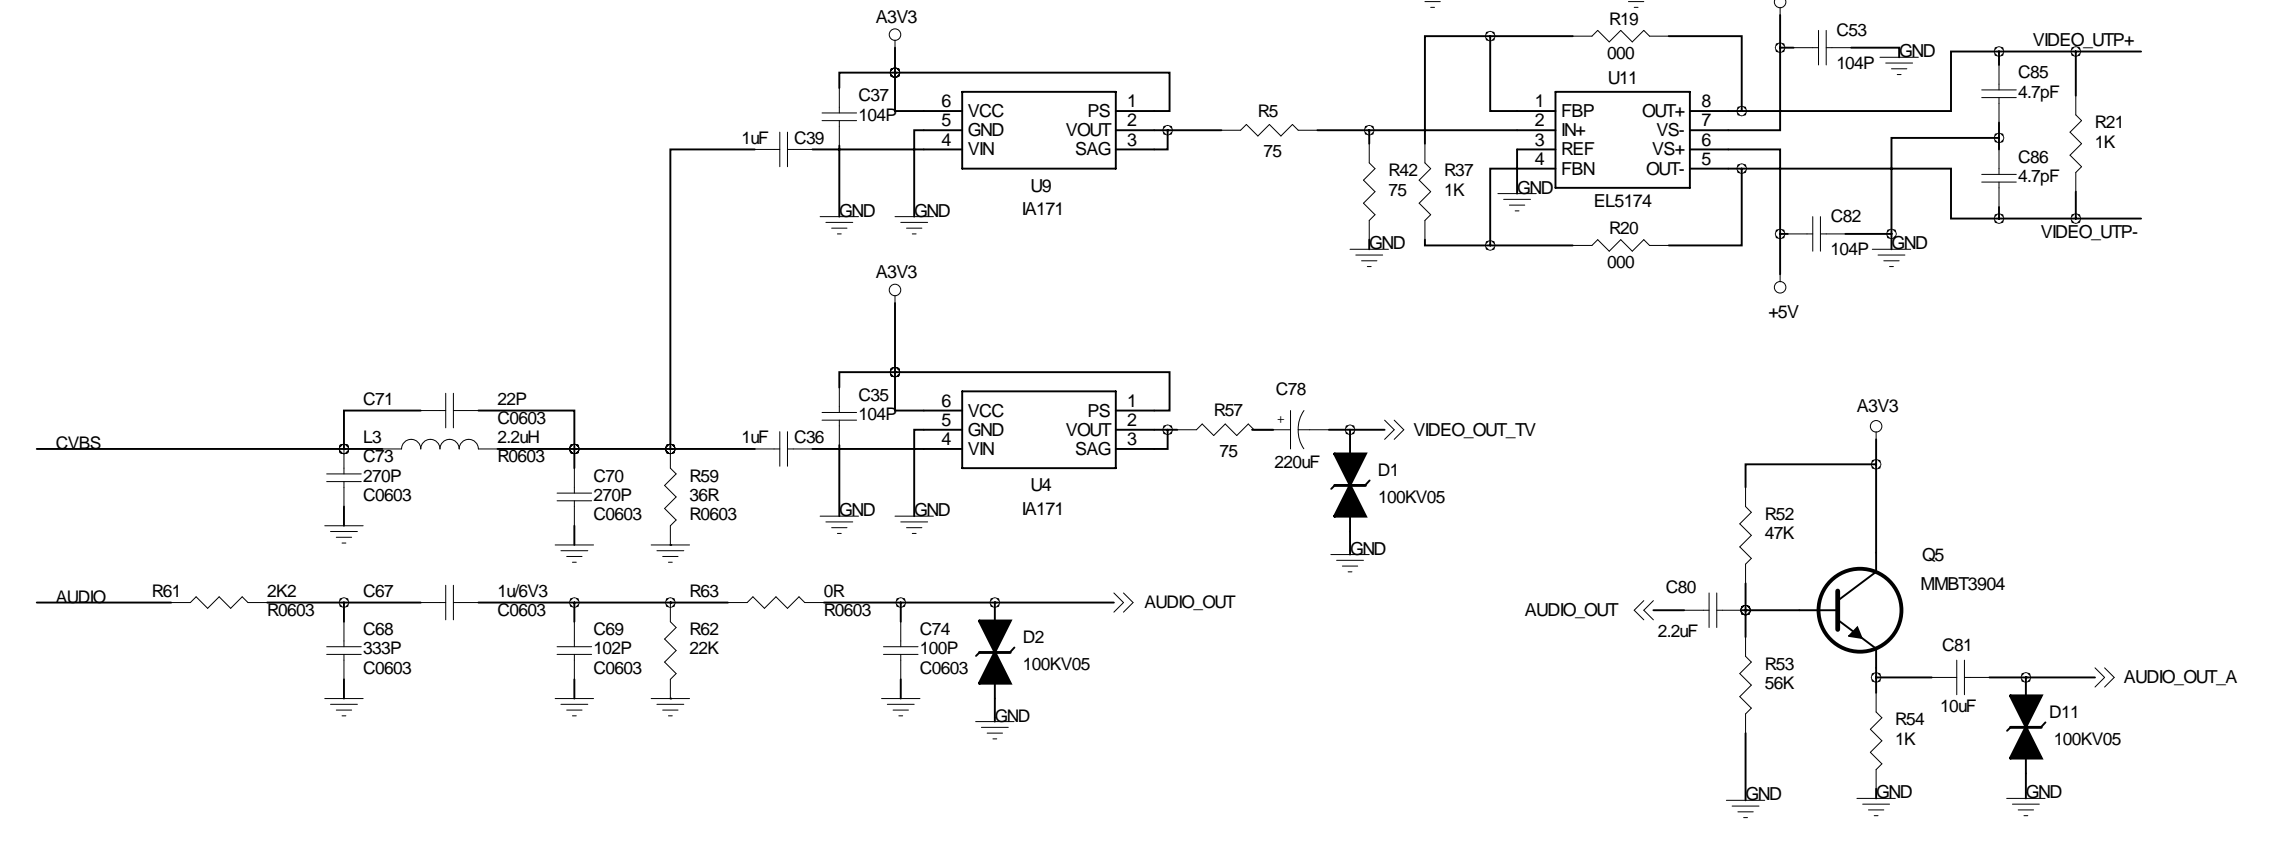 A3V3
C37
104P
1uF C39
6 VCC PS 1
5 GND VOUT 2
4 VIN SAG 3
U9
IA171
GND
GND
R5
75
R42
75
GND
R37
1K
R19
000
U11
1 FBP OUT+ 8
2 IN+ VS- 7
3 REF VS+ 6
4 FBN OUT- 5
GND
EL5174
R20
000
C53
104P
GND
VIDEO_UTP+
C85
4.7pF
C86
4.7pF
R21
1K
C82
104P
GND
VIDEO_UTP-
+5V
A3V3
C35
104P
1uF C36
6 VCC PS 1
5 GND VOUT 2
4 VIN SAG 3
U4
IA171
GND
GND
R57
75
C78
+
220uF
VIDEO_OUT_TV
D1
100KV05
GND
CVBS
C71
22P
C0603
L3
2.2uH
R0603
C73
270P
C0603
C70
270P
C0603
R59
36R
R0603
AUDIO
R61
2K2
R0603
C67
1u/6V3
C0603
C68
333P
C0603
C69
102P
C0603
R62
22K
R63
0R
R0603
C74
100P
C0603
D2
100KV05
GND
AUDIO_OUT
A3V3
R52
47K
Q5
MMBT3904
AUDIO_OUT
C80
2.2uF
R53
56K
GND
C81
10uF
R54
1K
GND
D11
100KV05
GND
AUDIO_OUT_A